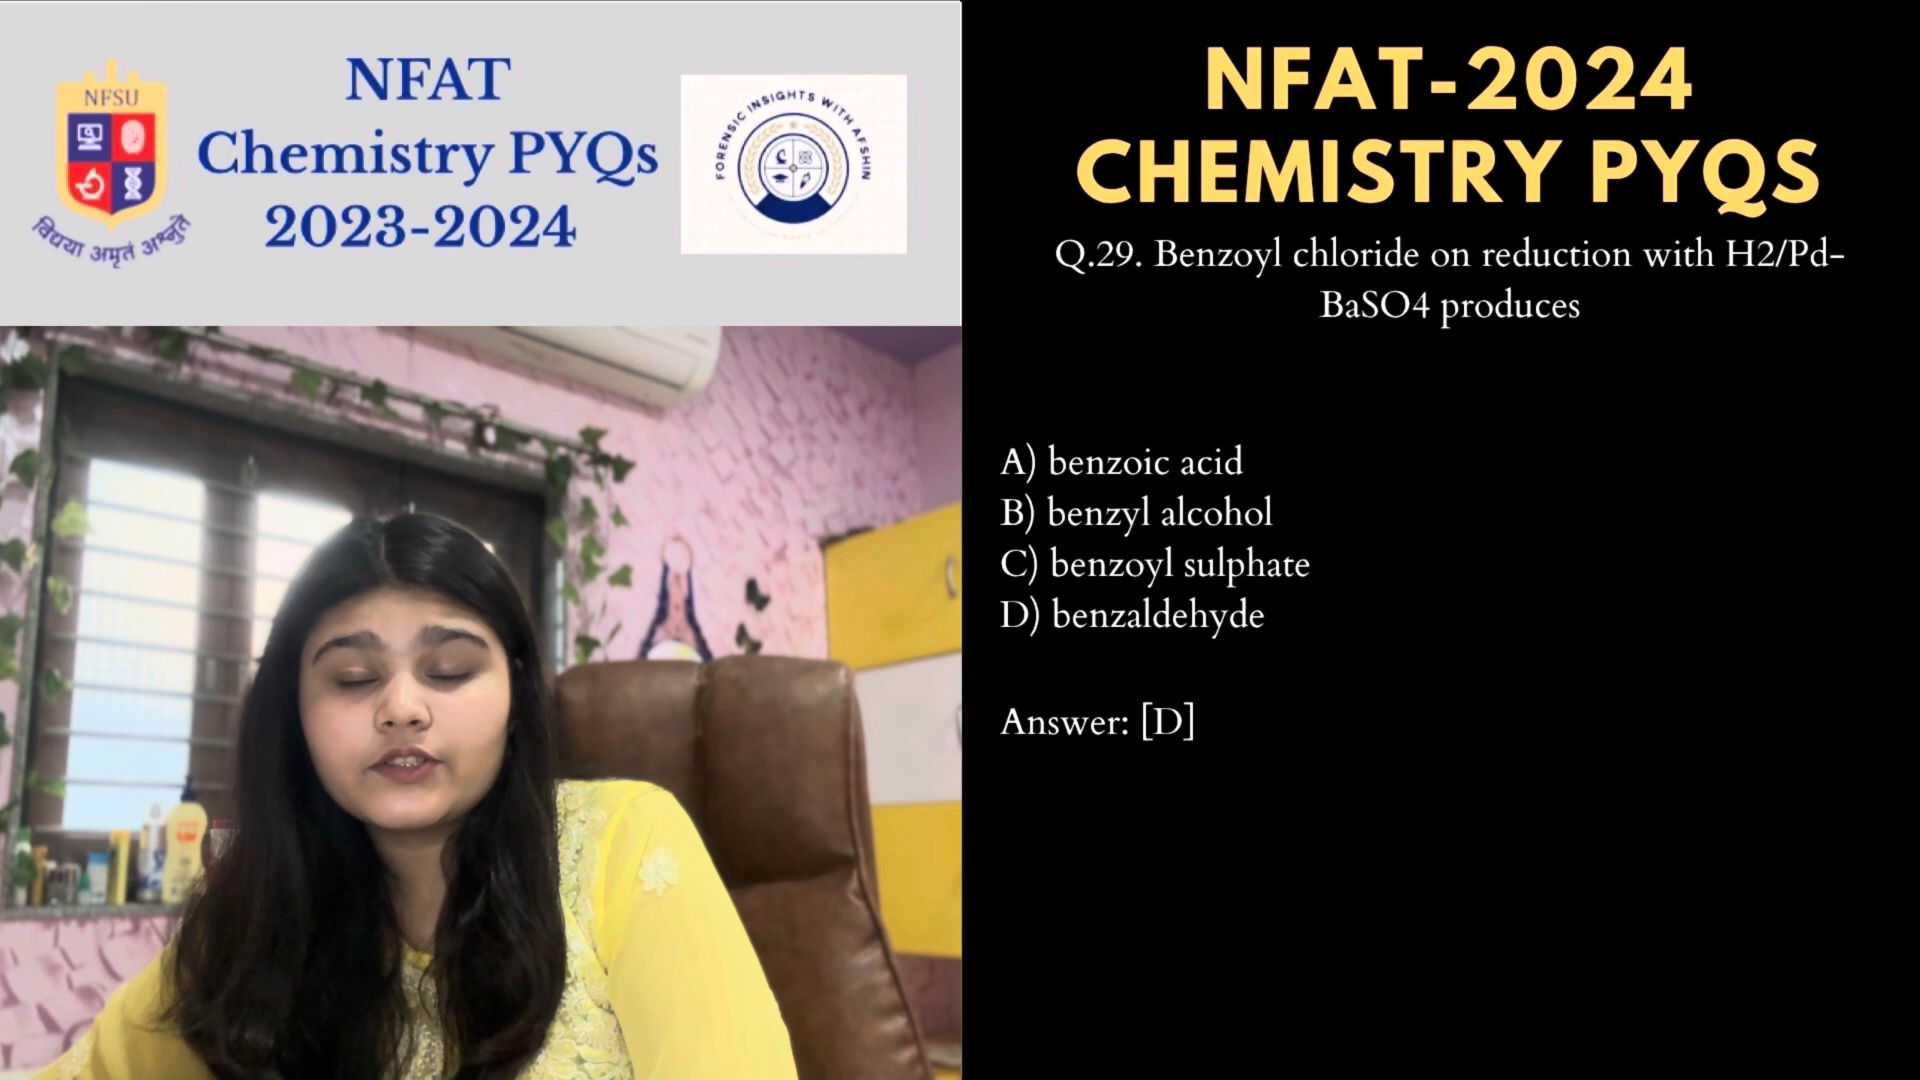 NFSU
विद्यया अमृतं अश्नुते
NFAT
Chemistry PYQs
2023-2024
FORENSIC INSIGHTS WITH AFSHIN
NFAT-2024
CHEMISTRY PYQS
Q.29. Benzoyl chloride on reduction with H2/Pd-
BaSO4 produces
A) benzoic acid
B) benzyl alcohol
C) benzoyl sulphate
D) benzaldehyde
Answer: [D]